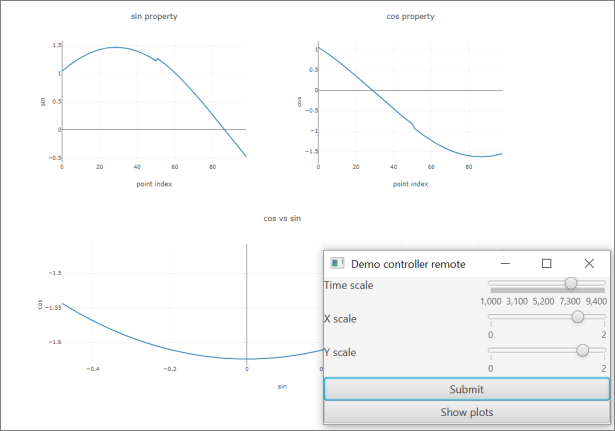 sin property
cos property
1.5
1
0.5
0
−0.5
sin
0 20 40 60 80
point index
1
0.5
0
−0.5
−1
−1.5
cos
0 20 40 60 80
point index
cos vs sin
−1.5
−1.55
−1.6
cos
−0.4 −0.2 0
sin
Demo controller remote
Time scale
1,000 3,100 5,200 7,300 9,400
X scale
0 2
Y scale
0 2
Submit
Show plots